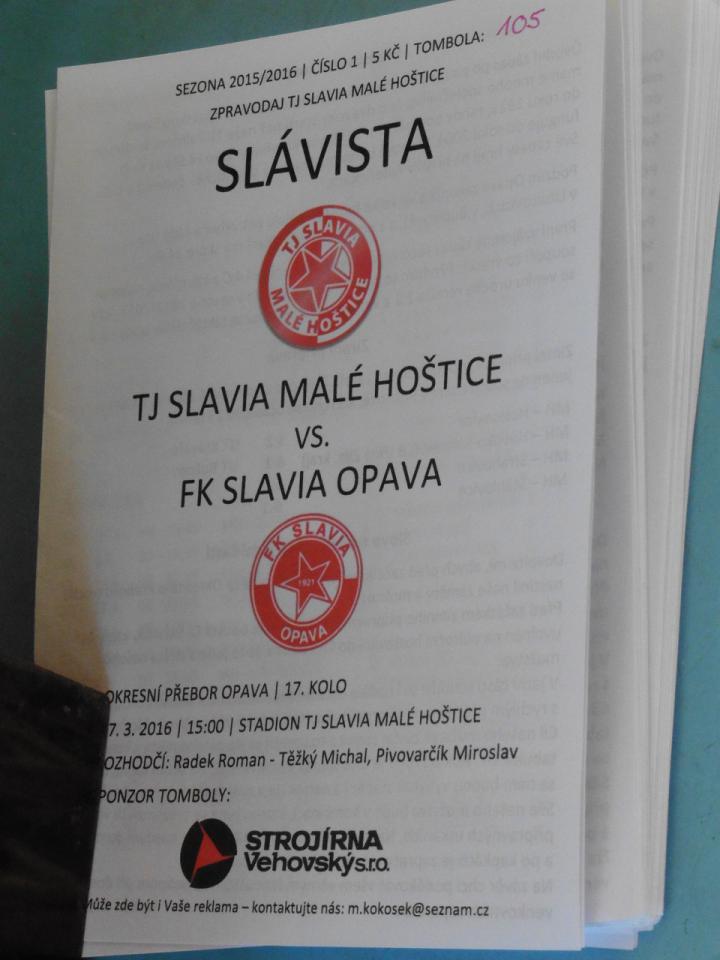 SEZONA 2015/2016 | ČÍSLO 1 | 5 KČ | TOMBOLA: 105
ZPRAVODAJ TJ SLAVIA MALÉ HOŠTICE
SLÁVISTA
TJ SLAVIA
MALÉ HOŠTICE
TJ SLAVIA MALÉ HOŠTICE
VS.
FK SLAVIA OPAVA
FK SLAVIA
1921
OPAVA
OKRESNÍ PŘEBOR OPAVA | 17. KOLO
7. 3. 2016 | 15:00 | STADION TJ SLAVIA MALÉ HOŠTICE
OZHODČÍ: Radek Roman - Těžký Michal, Pivovarčík Miroslav
PONZOR TOMBOLY:
STROJÍRNA
Vehovský s.r.o.
Může zde být i Vaše reklama – kontaktujte nás: m.kokosek@seznam.cz